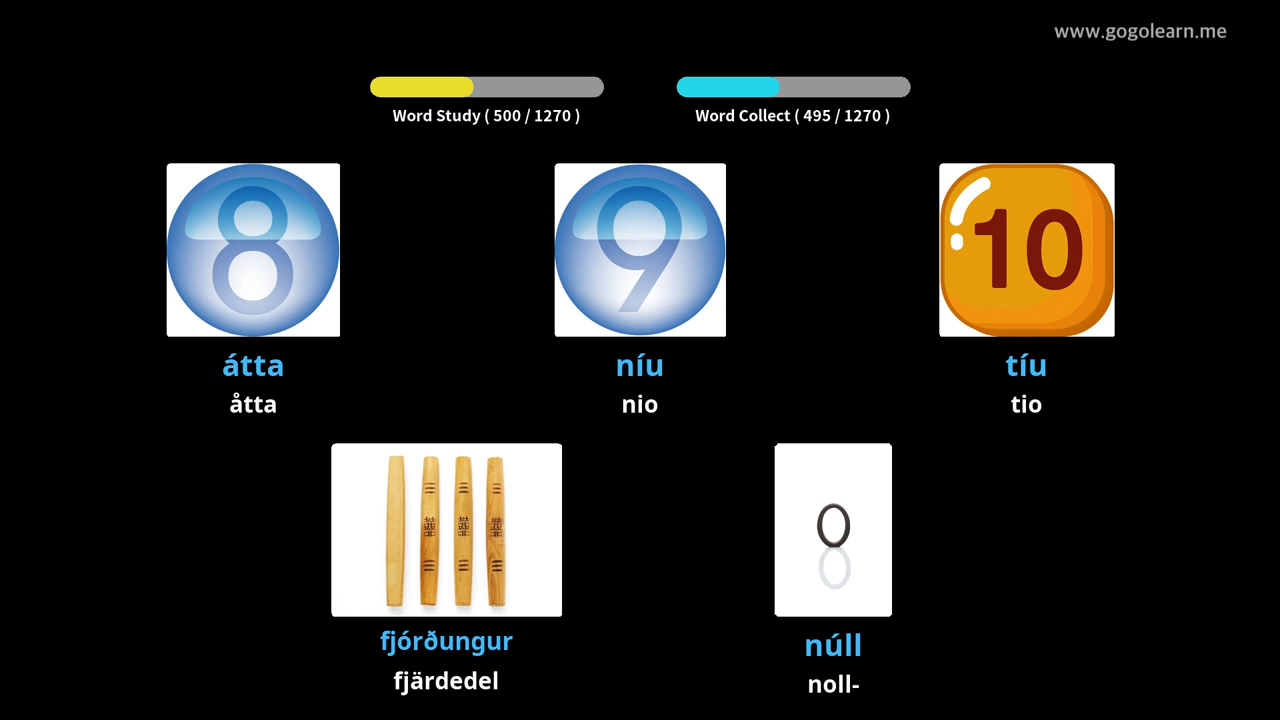 www.gogolearn.me
Word Study ( 500 / 1270 )
Word Collect ( 495 / 1270 )
8
9
10
átta
níu
tíu
åtta
nio
tio
0
fjórðungur
núll
fjärdedel
noll-